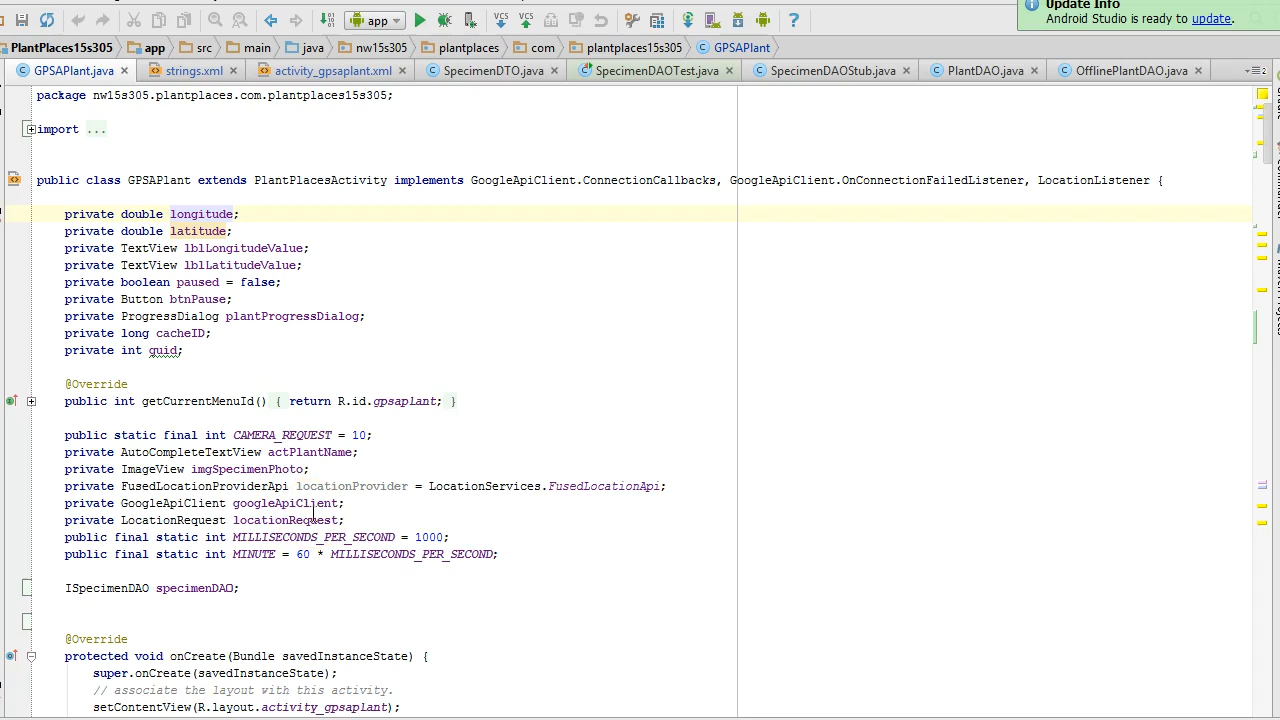 Update Info
Android Studio is ready to update.
app
PlantPlaces15s305 app src main java nw15s305 plantplaces com plantplaces15s305 GPSAPlant
GPSAPlant.java strings.xml activity_gpsaplant.xml SpecimenDTO.java SpecimenDAOTest.java SpecimenDAOStub.java PlantDAO.java OfflinePlantDAO.java
package nw15s305.plantplaces.com.plantplaces15s305;
import ...
public class GPSAPlant extends PlantPlacesActivity implements GoogleApiClient.ConnectionCallbacks, GoogleApiClient.OnConnectionFailedListener, LocationListener {
private double longitude;
private double latitude;
private TextView lblLongitudeValue;
private TextView lblLatitudeValue;
private boolean paused = false;
private Button btnPause;
private ProgressDialog plantProgressDialog;
private long cacheID;
private int guid;
@Override
public int getCurrentMenuId() { return R.id.gpsaplant; }
public static final int CAMERA_REQUEST = 10;
private AutoCompleteTextView actPlantName;
private ImageView imgSpecimenPhoto;
private FusedLocationProviderApi locationProvider = LocationServices.FusedLocationApi;
private GoogleApiClient googleApiClient;
private LocationRequest locationRequest;
public final static int MILLISECONDS_PER_SECOND = 1000;
public final static int MINUTE = 60 * MILLISECONDS_PER_SECOND;
ISpecimenDAO specimenDAO;
@Override
protected void onCreate(Bundle savedInstanceState) {
super.onCreate(savedInstanceState);
// associate the layout with this activity.
setContentView(R.layout.activity_gpsaplant);